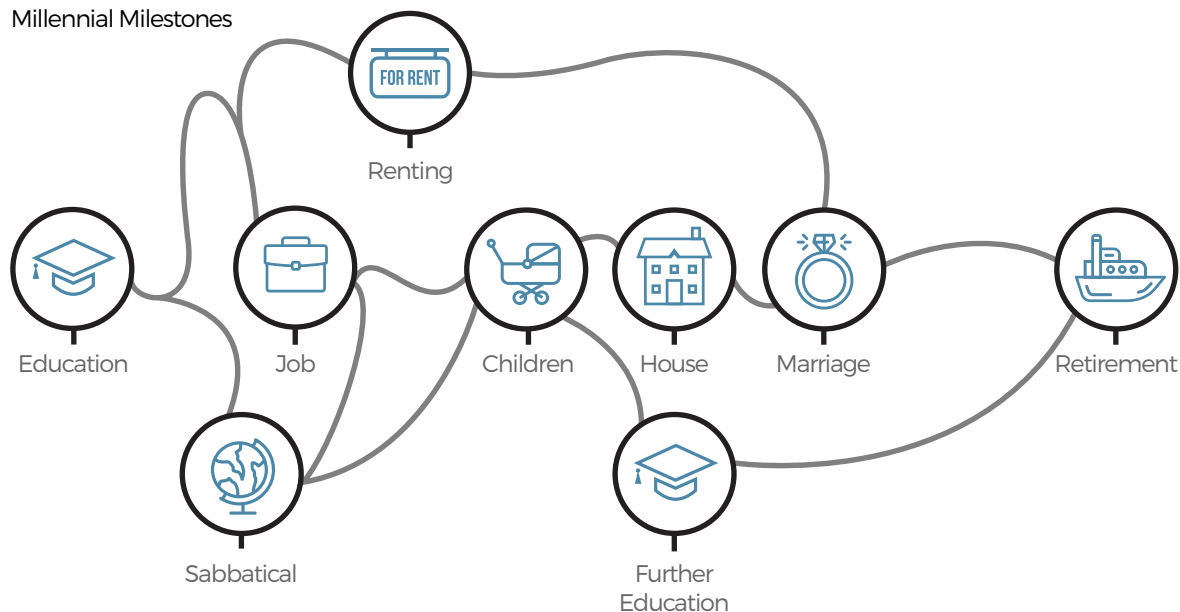 Millennial Milestones
FOR RENT
Renting
Education
Job
Children
House
Marriage
Retirement
Sabbatical
Further
Education